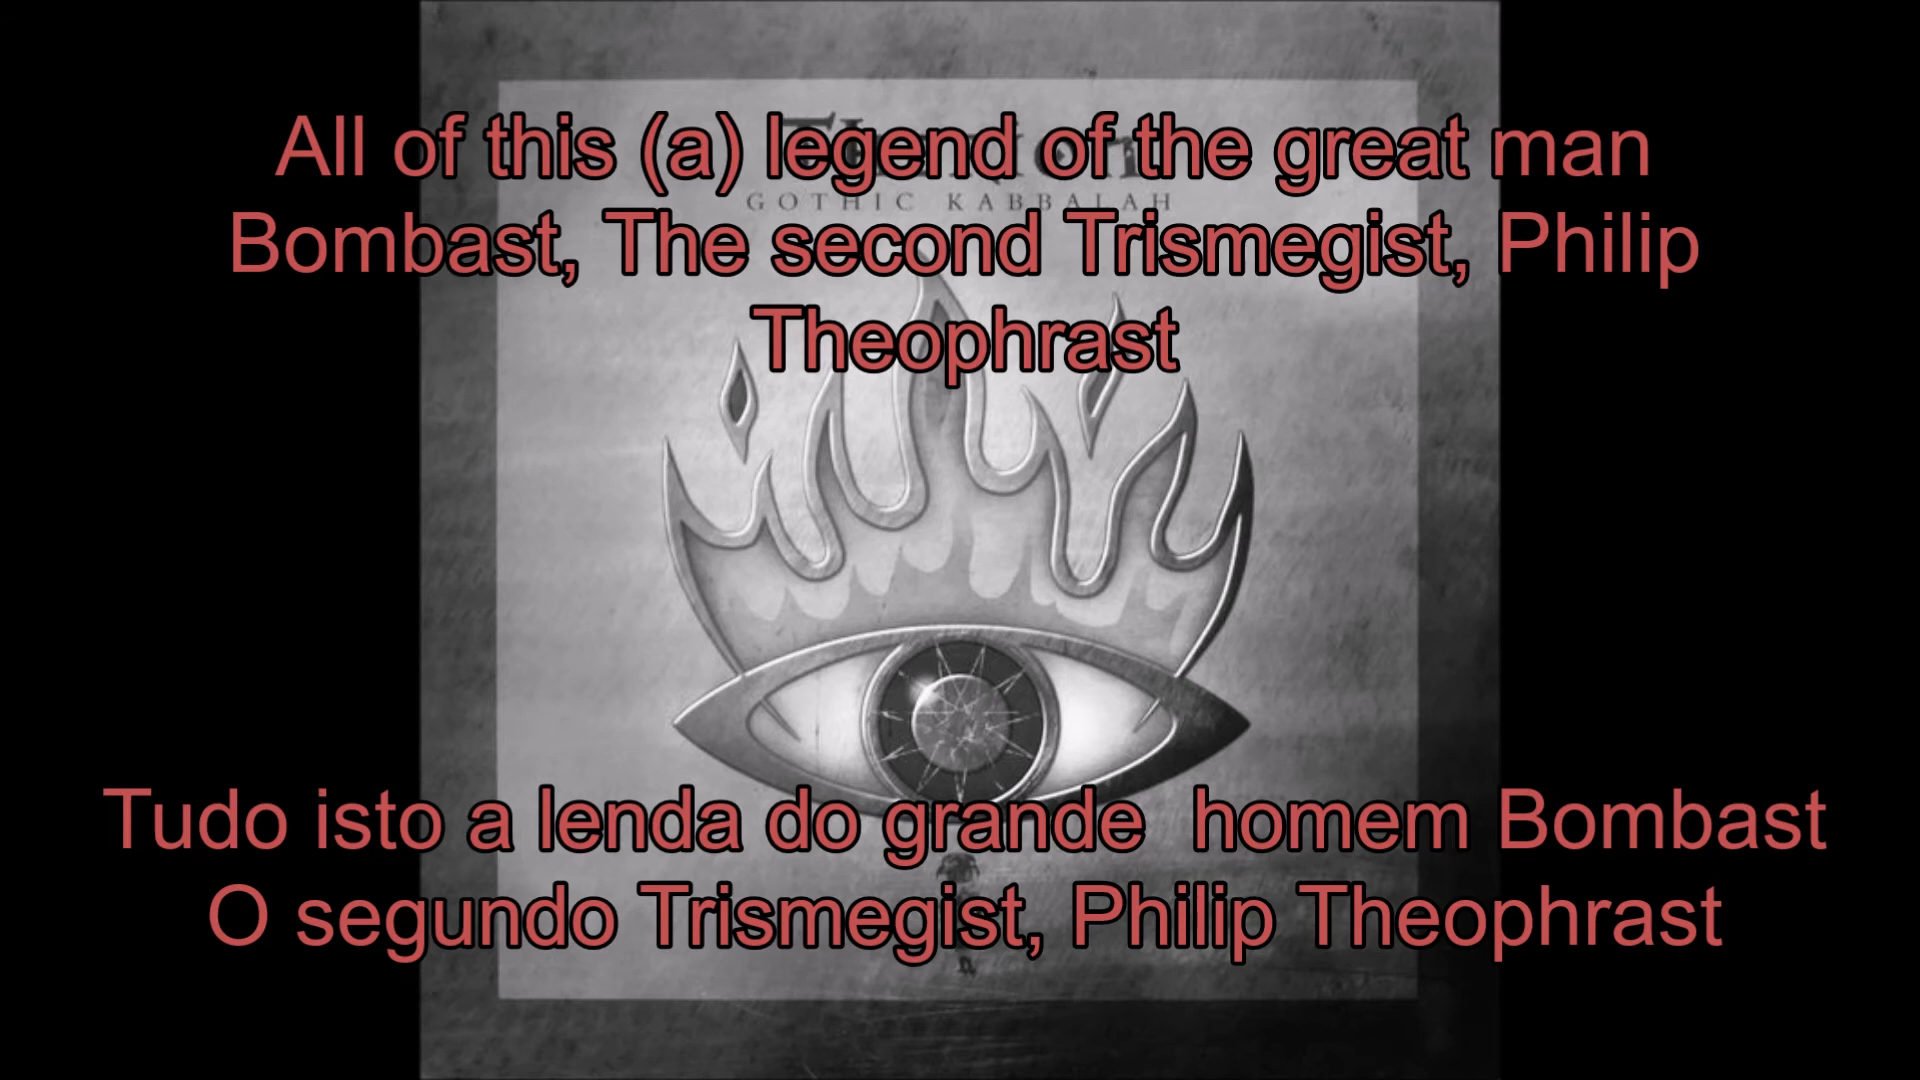 All of this (a) legend of the great man
GOTHIC KABBALAH
Bombast, The second Trismegist, Philip
Theophrast
Tudo isto a lenda do grande  homem Bombast
O segundo Trismegist, Philip Theophrast